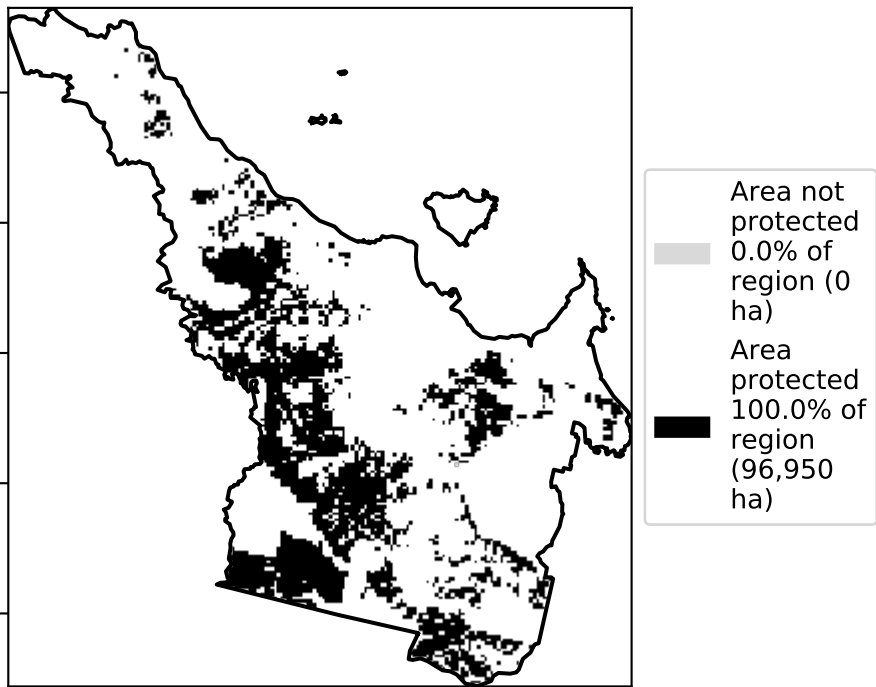 Area not
protected
0.0% of
region (0
ha)
Area
protected
100.0% of
region
(96,950
ha)